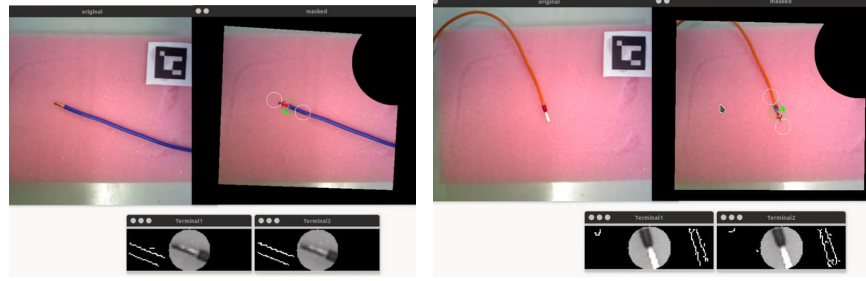 original
masked
Terminal1
Terminal2
original
masked
Terminal1
Terminal2